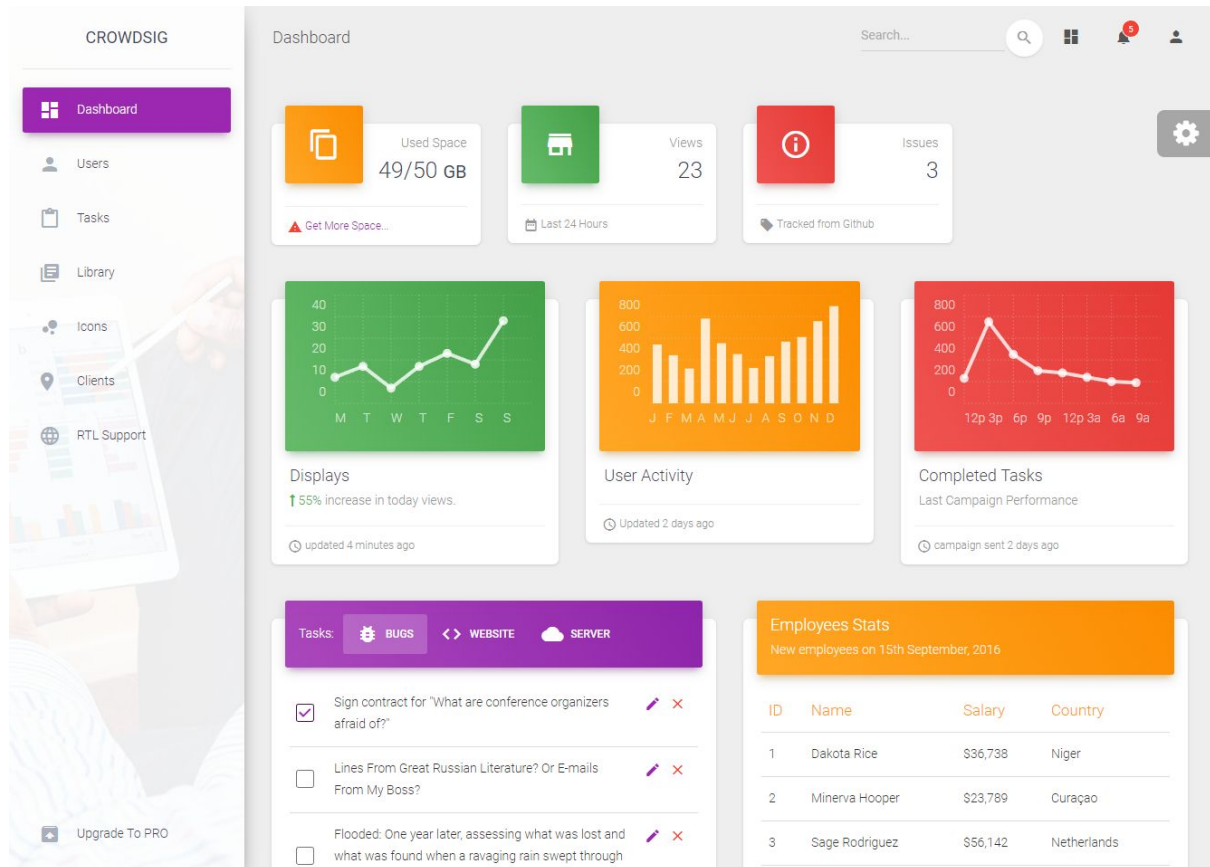 CROWDSIG
Dashboard
Users
Tasks
Library
Icons
Clients
RTL Support
Upgrade To PRO
Dashboard
Search...
5
Used Space
49/50 GB
Get More Space...
Views
23
Last 24 Hours
Issues
3
Tracked from Github
40
30
20
10
0
M T W T F S S
Displays
55% increase in today views.
updated 4 minutes ago
800
600
400
200
0
J F M A M J J A S O N D
User Activity
Updated 2 days ago
800
600
400
200
0
12p 3p 6p 9p 12p 3a 6a 9a
Completed Tasks
Last Campaign Performance
campaign sent 2 days ago
Tasks: BUGS WEBSITE SERVER
Sign contract for "What are conference organizers
afraid of?"
Lines From Great Russian Literature? Or E-mails
From My Boss?
Flooded: One year later, assessing what was lost and
what was found when a ravaging rain swept through
Employees Stats
New employees on 15th September, 2016
ID Name Salary Country
1 Dakota Rice $36,738 Niger
2 Minerva Hooper $23,789 Curaçao
3 Sage Rodriguez $56,142 Netherlands